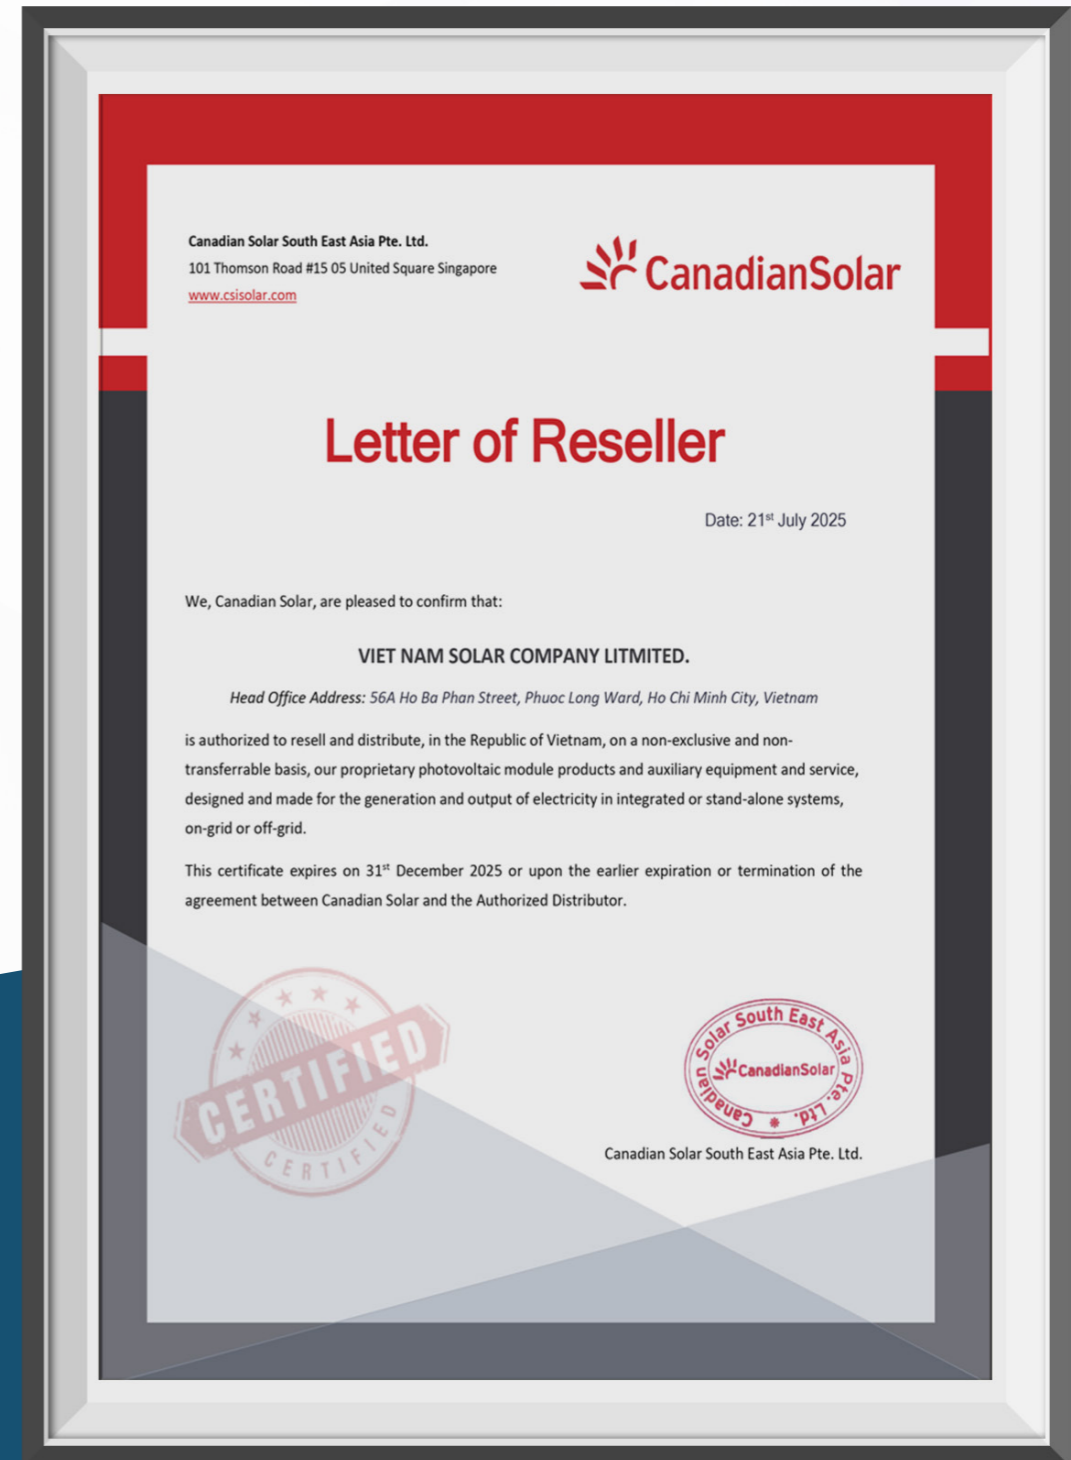 Canadian Solar South East Asia Pte. Ltd.
101 Thomson Road #15 05 United Square Singapore
www.csisolar.com
CanadianSolar
Letter of Reseller
Date: 21st July 2025
We, Canadian Solar, are pleased to confirm that:
VIET NAM SOLAR COMPANY LITMITED.
Head Office Address: 56A Ho Ba Phan Street, Phuoc Long Ward, Ho Chi Minh City, Vietnam
is authorized to resell and distribute, in the Republic of Vietnam, on a non-exclusive and non-
transferrable basis, our proprietary photovoltaic module products and auxiliary equipment and service,
designed and made for the generation and output of electricity in integrated or stand-alone systems,
on-grid or off-grid.
This certificate expires on 31st December 2025 or upon the earlier expiration or termination of the
agreement between Canadian Solar and the Authorized Distributor.
CERTIFIED
CERTIFIED
Canadian Solar South East Asia Pte. Ltd.
CanadianSolar
Canadian Solar South East Asia Pte. Ltd.